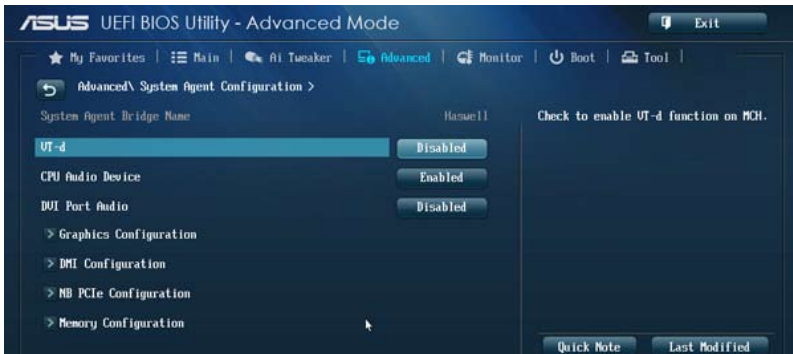 ASUS UEFI BIOS Utility - Advanced Mode
Exit
My Favorites | Main | Ai Tweaker | Advanced | Monitor | Boot | Tool |
Advanced\ System Agent Configuration >
System Agent Bridge Name Haswell
Check to enable VT-d function on MCH.
VT-d Disabled
CPU Audio Device Enabled
DVI Port Audio Disabled
> Graphics Configuration
> DMI Configuration
> NB PCIe Configuration
> Memory Configuration
Quick Note Last Modified